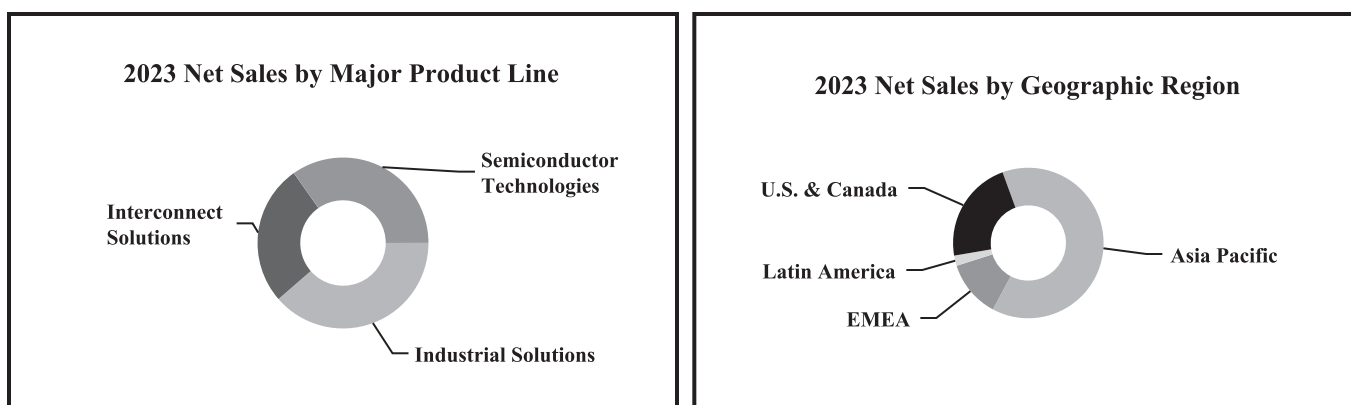 2023 Net Sales by Major Product Line
Semiconductor
Technologies
Interconnect
Solutions
Industrial Solutions
2023 Net Sales by Geographic Region
U.S. & Canada
Asia Pacific
Latin America
EMEA